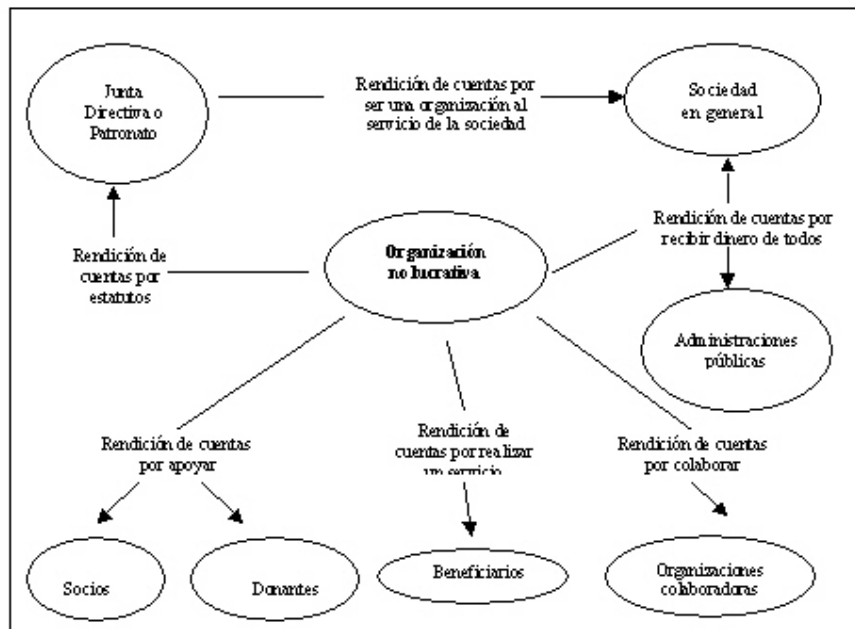 Junta
Directiva o
Patronato
Rendición de cuentas por
ser una organización al
servicio de la sociedad
Sociedad
en general
Rendición de
cuentas por
estatutos
Organización
no lucrativa
Rendición de cuentas por
recibir dinero de todos
Administraciones
públicas
Rendición de cuentas
por apoyar
Rendición de
cuentas por realizar
un servicio
Rendición de cuentas
por colaborar
Socios
Donantes
Beneficiarios
Organizaciones
colaboradoras